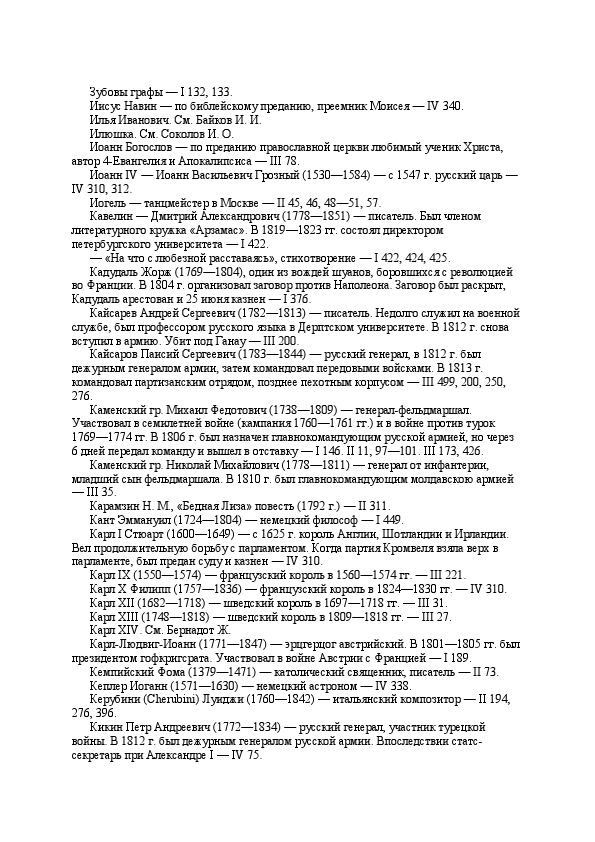 Зубовы графы — I 132, 133.
Иисус Навин — по библейскому преданию, преемник Моисея — IV 340.
Илья Иванович. См. Байков И. И.
Илюшка. См. Соколов И. О.
Иоанн Богослов — по преданию православной церкви любимый ученик Христа,
автор 4-Евангелия и Апокалипсиса — III 78.
Иоанн IV — Иоанн Васильевич Грозный (1530—1584) — с 1547 г. русский царь —
IV 310, 312.
Иогель — танцмейстер в Москве — II 45, 46, 48—51, 57.
Кавелин — Дмитрий Александрович (1778—1851) — писатель. Был членом
литературного кружка «Арзамас». В 1819—1823 гг. состоял директором
петербургского университета — I 422.
— «На что с любезной расставаясь», стихотворение — I 422, 424, 425.
Кадудаль Жорж (1769—1804), один из вождей шуанов, боровшихся с революцией
во Франции. В 1804 г. организовал заговор против Наполеона. Заговор был раскрыт,
Кадудаль арестован и 25 июня казнен — I 376.
Кайсарев Андрей Сергеевич (1782—1813) — писатель. Недолго служил на военной
службе, был профессором русского языка в Дерптском университете. В 1812 г. снова
вступил в армию. Убит под Ганау — III 200.
Кайсаров Паисий Сергеевич (1783—1844) — русский генерал, в 1812 г. был
дежурным генералом армии, затем командовал передовыми войсками. В 1813 г.
командовал партизанским отрядом, позднее пехотным корпусом — III 499, 200, 250,
276.
Каменский гр. Михаил Федотович (1738—1809) — генерал-фельдмаршал.
Участвовал в семилетней войне (кампания 1760—1761 гг.) и в войне против турок
1769—1774 гг. В 1806 г. был назначен главнокомандующим русской армией, но через
6 дней передал команду и вышел в отставку — I 146. II 11, 97—101. III 173, 426.
Каменский гр. Николай Михайлович (1778—1811) — генерал от инфантерии,
младший сын фельдмаршала. В 1810 г. был главнокомандующим молдавскою армией
— III 35.
Карамзин Н. М., «Бедная Лиза» повесть (1792 г.) — II 311.
Кант Эммануил (1724—1804) — немецкий философ — I 449.
Карл I Стюарт (1600—1649) — с 1625 г. король Англии, Шотландии и Ирландии.
Вел продолжительную борьбу с парламентом. Когда партия Кромвеля взяла верх в
парламенте, был предан суду и казнен — IV 310.
Карл IX (1550—1574) — французский король в 1560—1574 гг. — III 221.
Карл X Филипп (1757—1836) — французский король в 1824—1830 гг. — IV 310.
Карл XII (1682—1718) — шведский король в 1697—1718 гг. — III 31.
Карл XIII (1748—1818) — шведский король в 1809—1818 гг. — III 27.
Карл XIV. См. Бернадот Ж.
Карл-Людвиг-Иоанн (1771—1847) — эрцгерцог австрийский. В 1801—1805 гг. был
президентом гофкригсрата. Участвовал в войне Австрии с Францией — I 189.
Кемпийский Фома (1379—1471) — католический священник, писатель — II 73.
Кеплер Иоганн (1571—1630) — немецкий астроном — IV 338.
Керубини (Cherubini) Луиджи (1760—1842) — итальянский композитор — II 194,
276, 396.
Кикин Петр Андреевич (1772—1834) — русский генерал, участник турецкой
войны. В 1812 г. был дежурным генералом русской армии. Впоследствии статс-
секретарь при Александре I — IV 75.